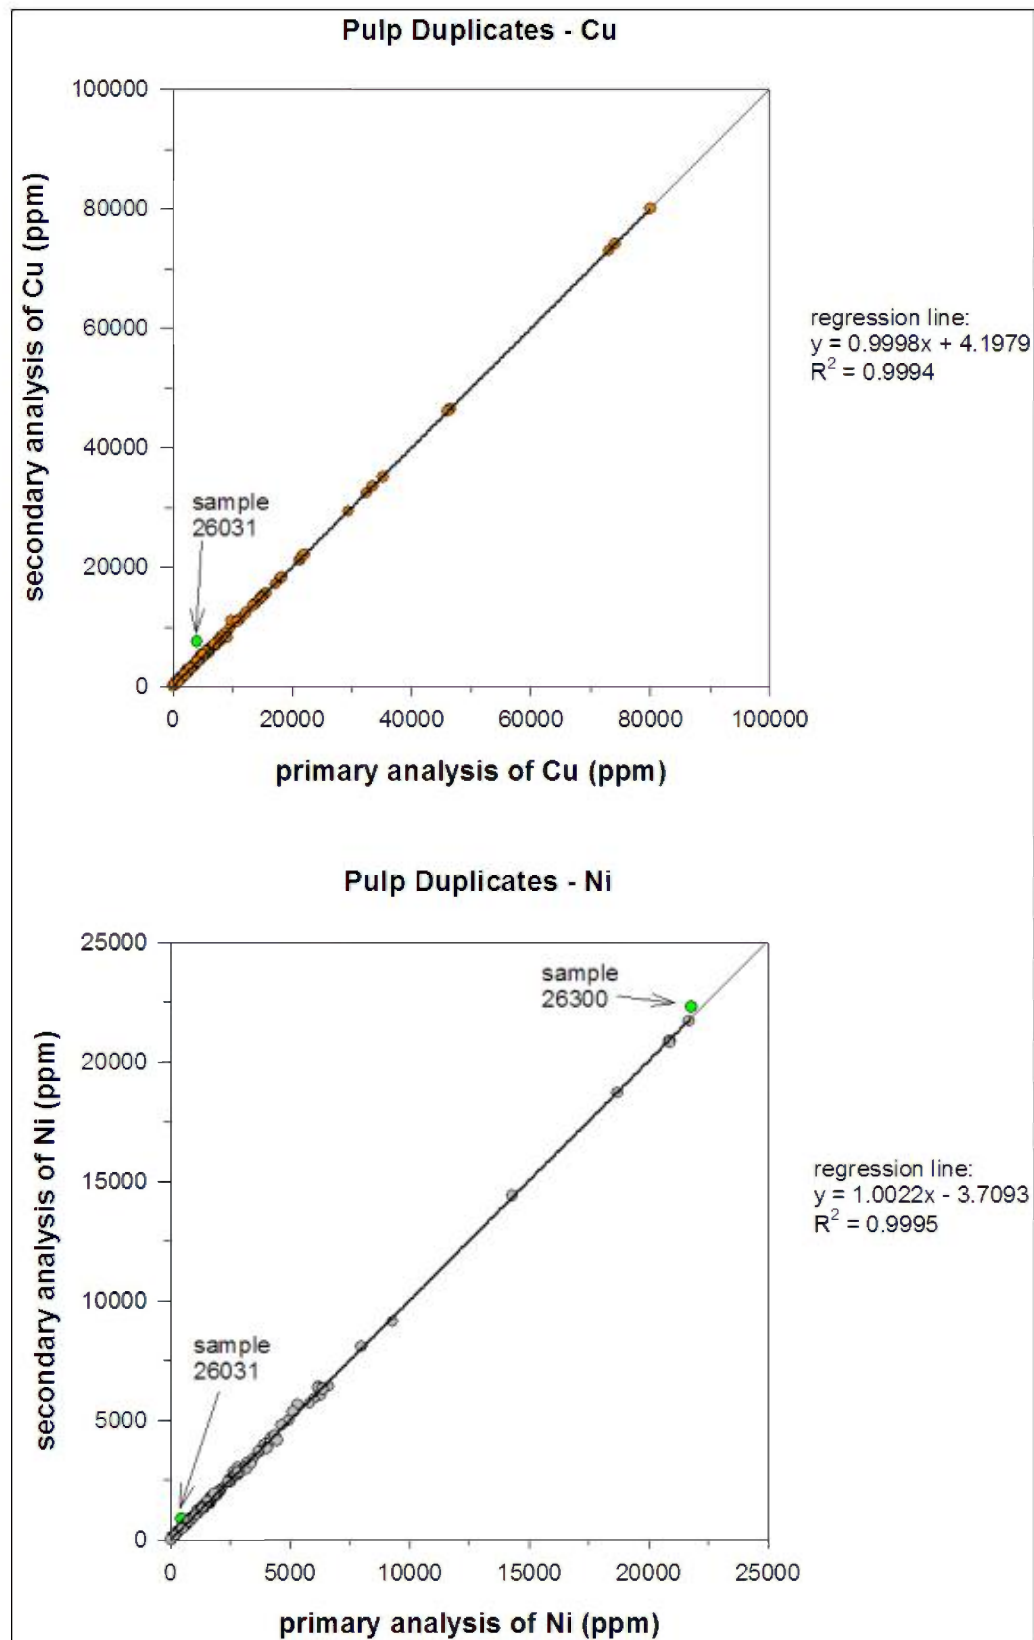 Pulp Duplicates - Cu
100000
80000
60000
40000
20000
0
secondary analysis of Cu (ppm)
sample
26031
0 20000 40000 60000 80000 100000
primary analysis of Cu (ppm)
regression line:
y = 0.9998x + 4.1979
R² = 0.9994
Pulp Duplicates - Ni
25000
20000
15000
10000
5000
0
secondary analysis of Ni (ppm)
sample
26300
sample
26031
0 5000 10000 15000 20000 25000
primary analysis of Ni (ppm)
regression line:
y = 1.0022x - 3.7093
R² = 0.9995